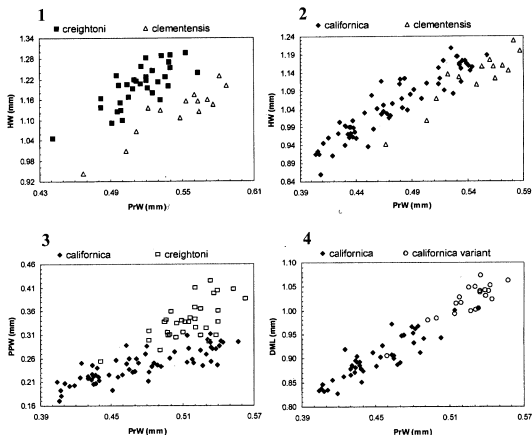 1
creightoni clementensis
HW (mm)
1.34
1.28
1.22
1.16
1.10
1.04
0.98
0.92
0.43 0.49 0.55 0.61
PrW (mm)
2
californica clementensis
HW (mm)
1.24
1.19
1.14
1.09
1.04
0.99
0.94
0.89
0.84
0.39 0.44 0.49 0.54 0.59
PrW (mm)
3
californica creightoni
PPW (mm)
0.46
0.41
0.36
0.31
0.26
0.21
0.16
0.39 0.45 0.51 0.57
PrW (mm)
4
californica californica variant
DML (mm)
1.10
1.05
1.00
0.95
0.90
0.85
0.80
0.39 0.45 0.51 0.57
PrW (mm)